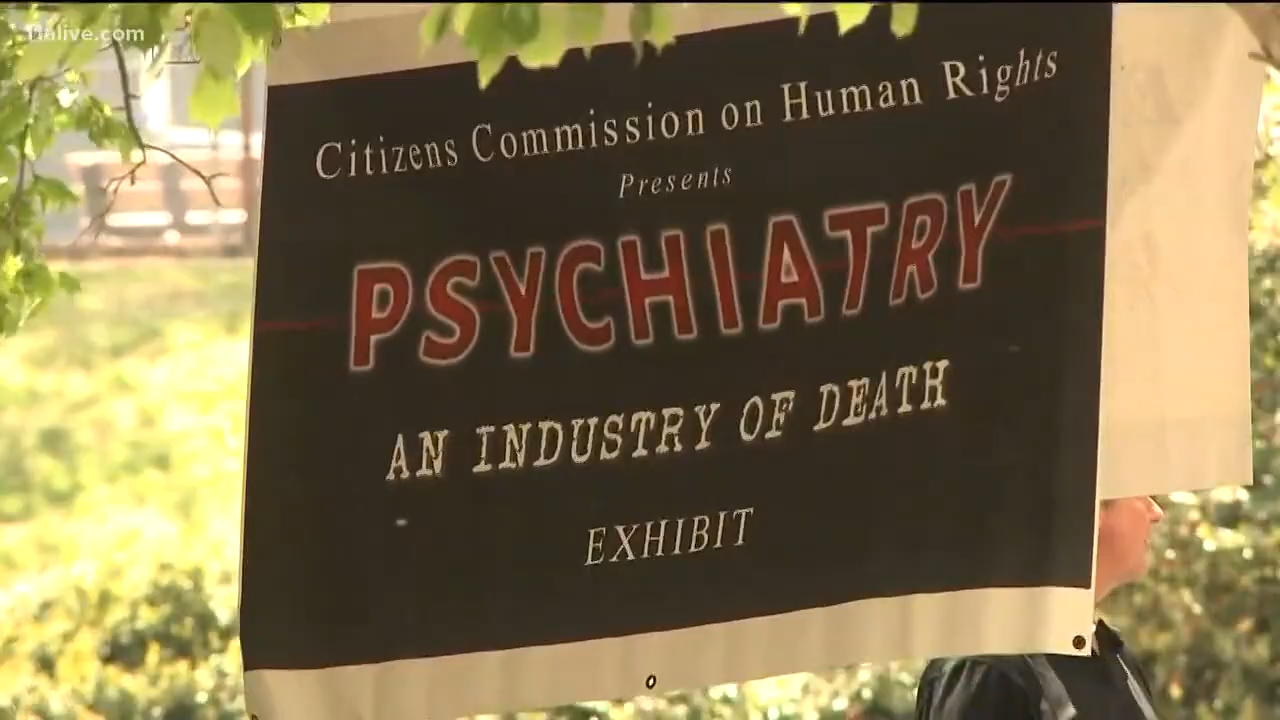 11alive.com
Citizens Commission on Human Rights
Presents
PSYCHIATRY
AN INDUSTRY OF DEATH
EXHIBIT